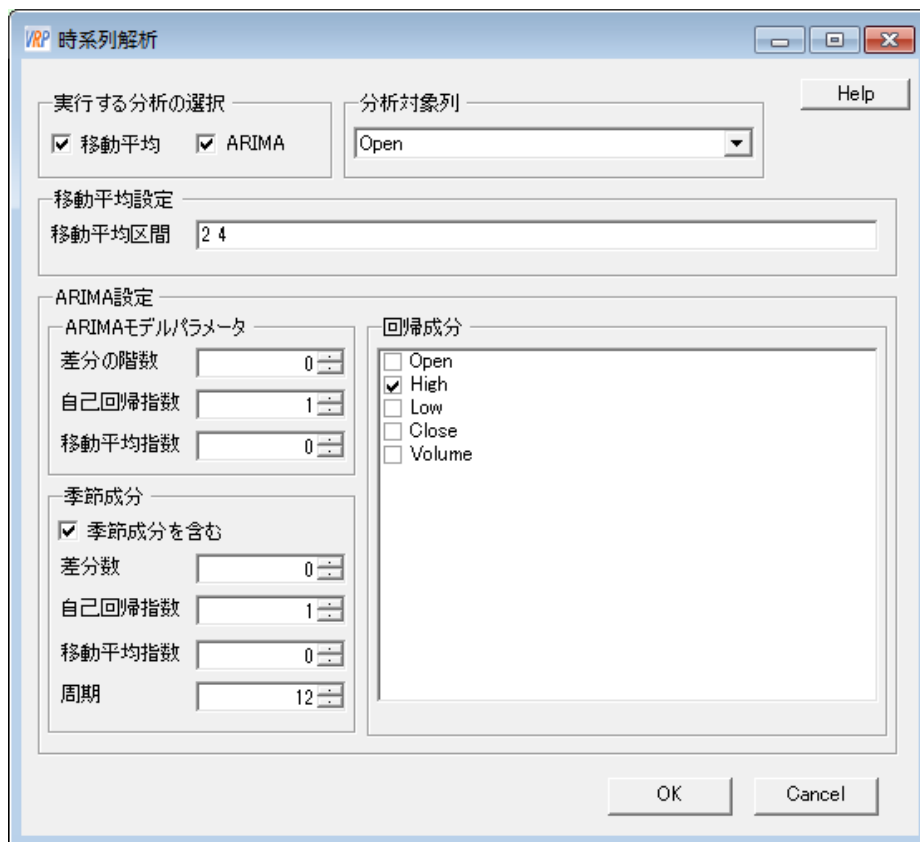 VRP 時系列解析
Help
実行する分析の選択
移動平均 ARIMA
分析対象列
Open
移動平均設定
移動平均区間 2 4
ARIMA設定
ARIMAモデルパラメータ
差分の階数 0
自己回帰指数 1
移動平均指数 0
季節成分
季節成分を含む
差分数 0
自己回帰指数 1
移動平均指数 0
周期 12
回帰成分
Open
High
Low
Close
Volume
OK Cancel